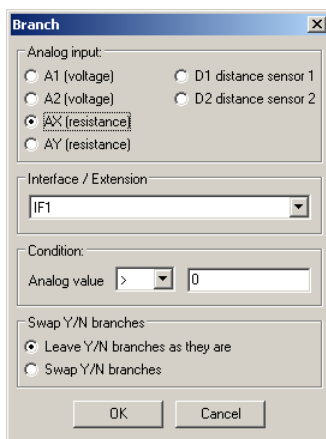 Branch
Analog input:
A1 (voltage) D1 distance sensor 1
A2 (voltage) D2 distance sensor 2
AX (resistance)
AY (resistance)
Interface / Extension
IF1
Condition:
Analog value > 0
Swap Y/N branches
Leave Y/N branches as they are
Swap Y/N branches
OK Cancel